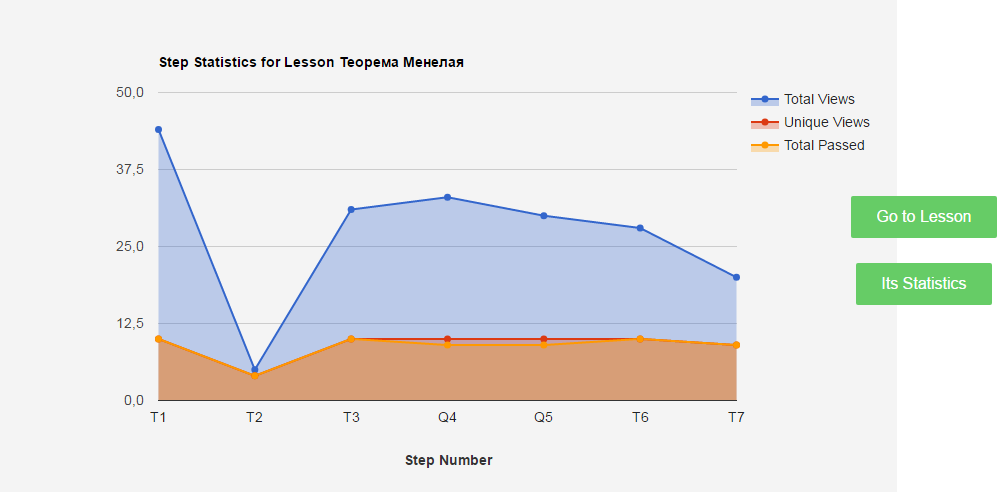 Step Statistics for Lesson Теорема Менелая
50,0
37,5
25,0
12,5
0,0
T1 T2 T3 Q4 Q5 T6 T7
Step Number
Total Views
Unique Views
Total Passed
Go to Lesson
Its Statistics